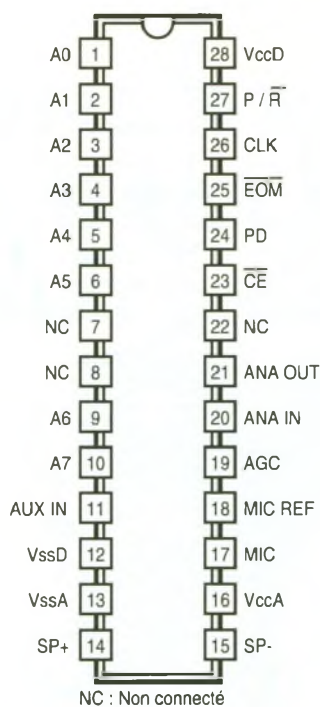 A0 1 28 VccD
A1 2 27 P / R̅
A2 3 26 CLK
A3 4 25 E̅O̅M̅
A4 5 24 PD
A5 6 23 C̅E̅
NC 7 22 NC
NC 8 21 ANA OUT
A6 9 20 ANA IN
A7 10 19 AGC
AUX IN 11 18 MIC REF
VssD 12 17 MIC
VssA 13 16 VccA
SP+ 14 15 SP-
NC : Non connecté